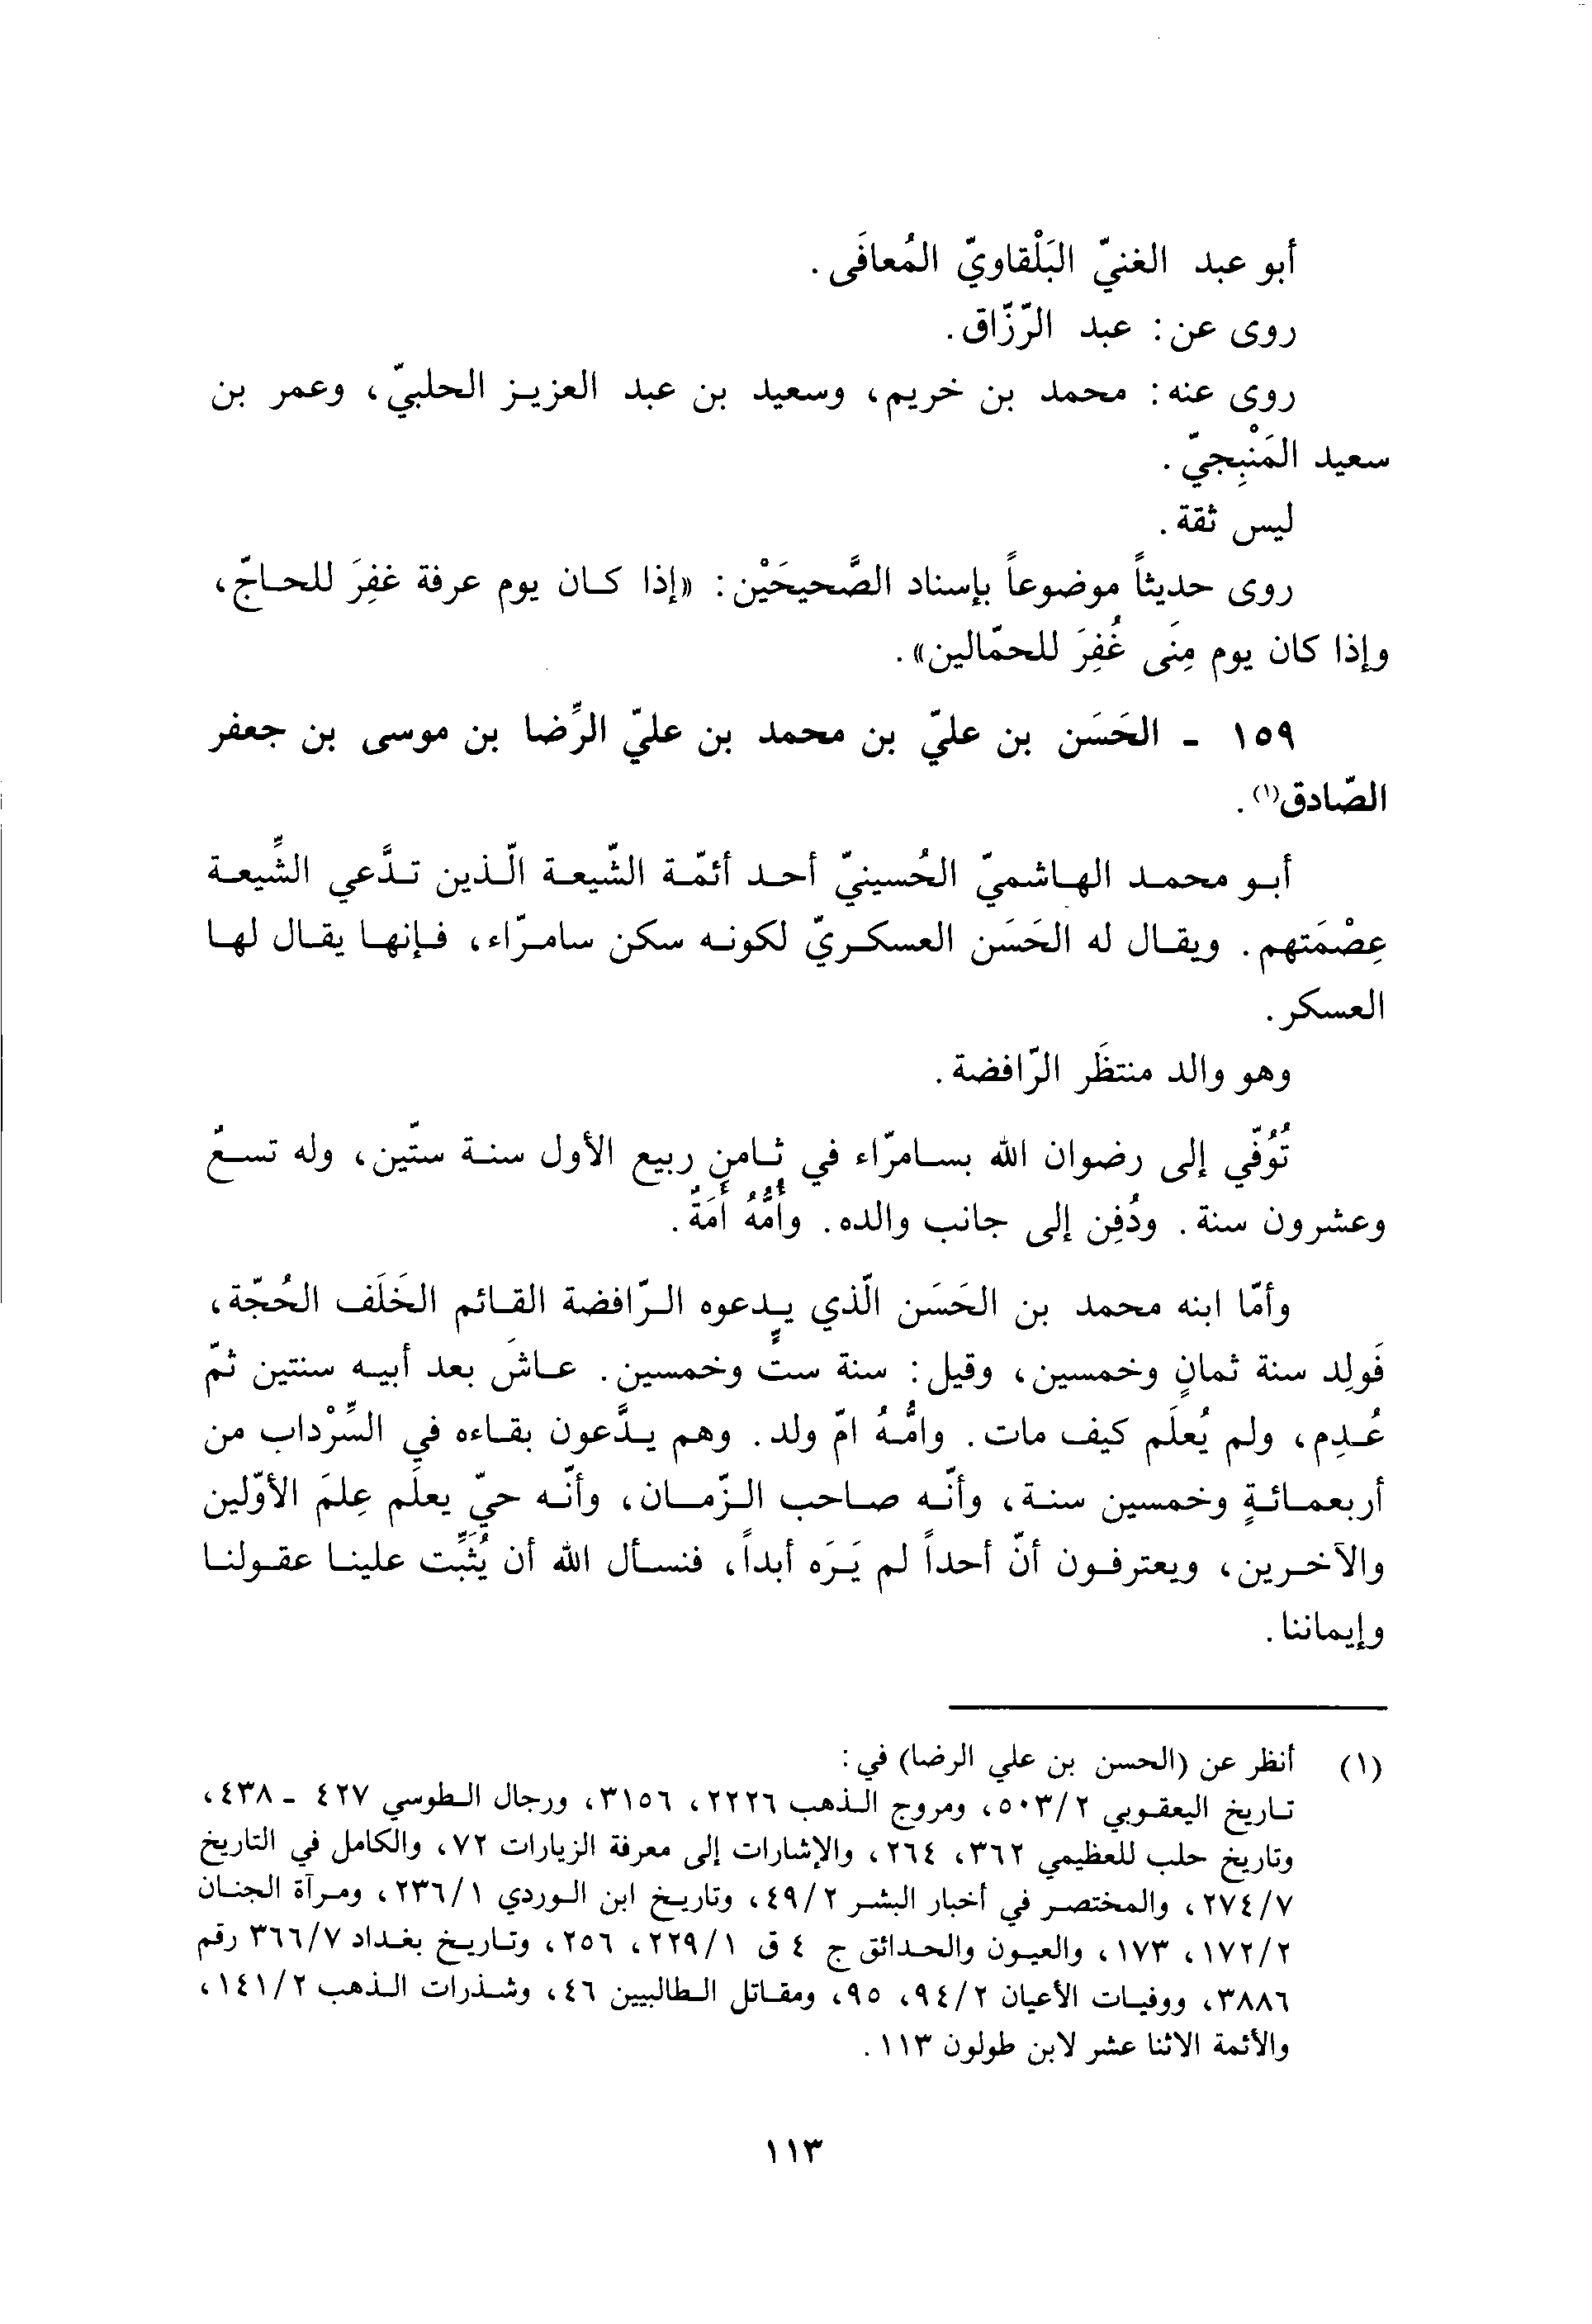 أبو عبد الغنيّ البَلْقاويّ المُعافَى.
روى عن: عبد الرّزّاق.
روى عنه: محمد بن خريم، وسعيد بن عبد العزيز الحلبيّ، وعمر بن
سعيد المَنْبِجيّ.
ليس ثقة.
روى حديثاً موضوعاً بإسناد الصَّحيحَيْن: «إذا كان يوم عرفة غفِرَ للحاجّ،
وإذا كان يوم مِنَى غُفِرَ للحمّالين».
١٥٩ - الحَسَن بن عليّ بن محمد بن عليّ الرِّضا بن موسى بن جعفر
الصّادق(١).
أبو محمد الهاشميّ الحُسينيّ أحد أئمّة الشّيعة الّذين تدَّعي الشِّيعة
عِصْمَتهم. ويقال له الحَسَن العسكريّ لكونه سكن سامرّاء، فإنها يقال لها
العسكر.
وهو والد منتظَر الرّافضة.
تُوُفّي إلى رضوان الله بسامرّاء في ثامن ربيع الأول سنة ستّين، وله تسعٌ
وعشرون سنة. ودُفِن إلى جانب والده. وأُمُّهُ أَمَةٌ.
وأمّا ابنه محمد بن الحَسَن الّذي يدعوه الرّافضة القائم الخَلَف الحُجّة،
فَولِد سنة ثمانٍ وخمسين، وقيل: سنة ستٍّ وخمسين. عاشَ بعد أبيه سنتين ثمّ
عُدِم، ولم يُعلَم كيف مات. وامُّهُ امّ ولد. وهم يدَّعون بقاءه في السِّرْداب من
أربعمائةٍ وخمسين سنة، وأنّه صاحب الزّمان، وأنّه حيّ يعلَم عِلمَ الأوّلين
والآخرين، ويعترفون أنّ أحداً لم يَرَه أبداً، فنسأل الله أن يُثَبِّت علينا عقولنا
وإيماننا.
(١) أنظر عن (الحسن بن علي الرضا) في:
تاريخ اليعقوبي ٥٠٣/٢، ومروج الذهب ٢٢٢٦، ٣١٥٦، ورجال الطوسي ٤٢٧ - ٤٣٨،
وتاريخ حلب للعظيمي ٣٦٢، ٢٦٤، والإشارات إلى معرفة الزيارات ٧٢، والكامل في التاريخ
٢٧٤/٧، والمختصر في أخبار البشر ٤٩/٢، وتاريخ ابن الوردي ٢٣٦/١، ومرآة الجنان
١٧٢/٢، ١٧٣، والعيون والحدائق ج ٤ ق ٢٢٩/١، ٢٥٦، وتاريخ بغداد ٣٦٦/٧ رقم
٣٨٨٦، ووفيات الأعيان ٩٤/٢، ٩٥، ومقاتل الطالبيين ٤٦، وشذرات الذهب ١٤١/٢،
والأئمة الاثنا عشر لابن طولون ١١٣.
١١٣